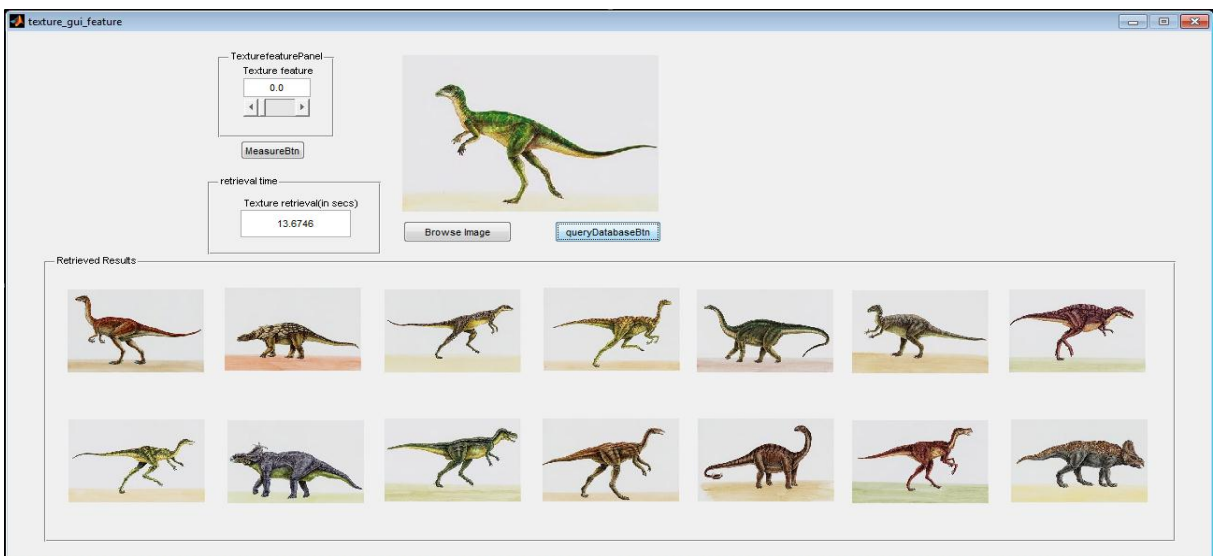 texture_gui_feature
TexturefeaturePanel
Texture feature
0.0
MeasureBtn
retrieval time
Texture retrieval(in secs)
13.6746
Browse Image
queryDatabaseBtn
Retrieved Results